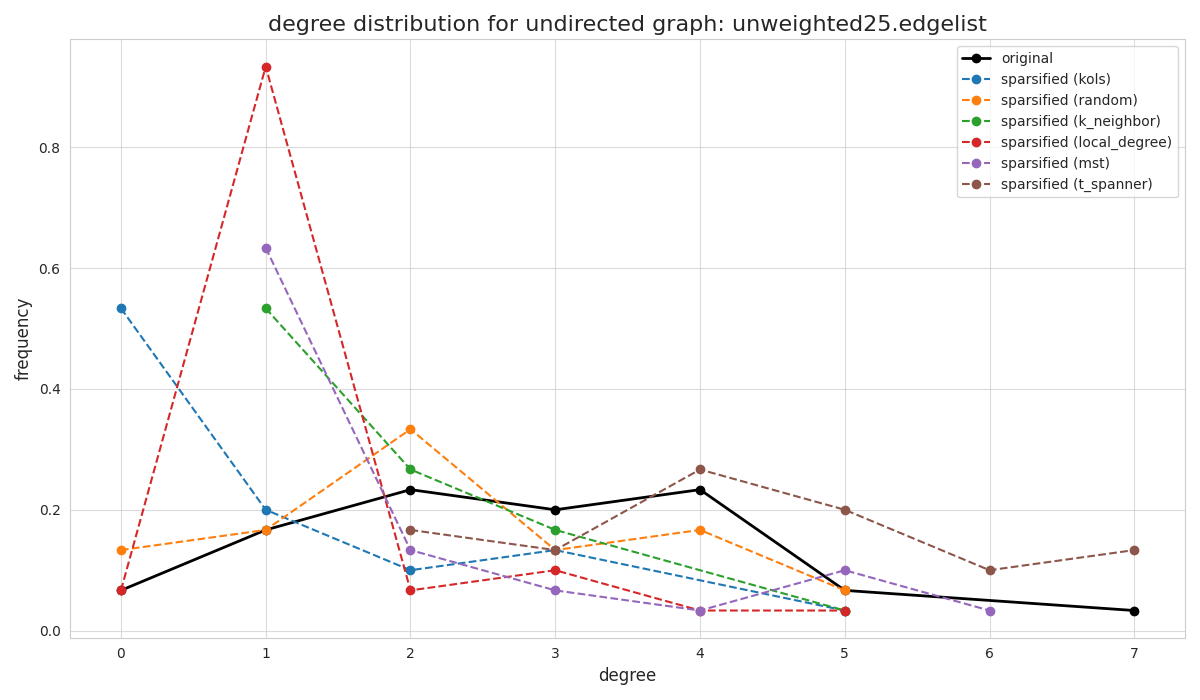 degree distribution for undirected graph: unweighted25.edgelist
original
sparsified (kols)
sparsified (random)
sparsified (k_neighbor)
sparsified (local_degree)
sparsified (mst)
sparsified (t_spanner)
frequency
0.8
0.6
0.4
0.2
0.0
0 1 2 3 4 5 6 7
degree